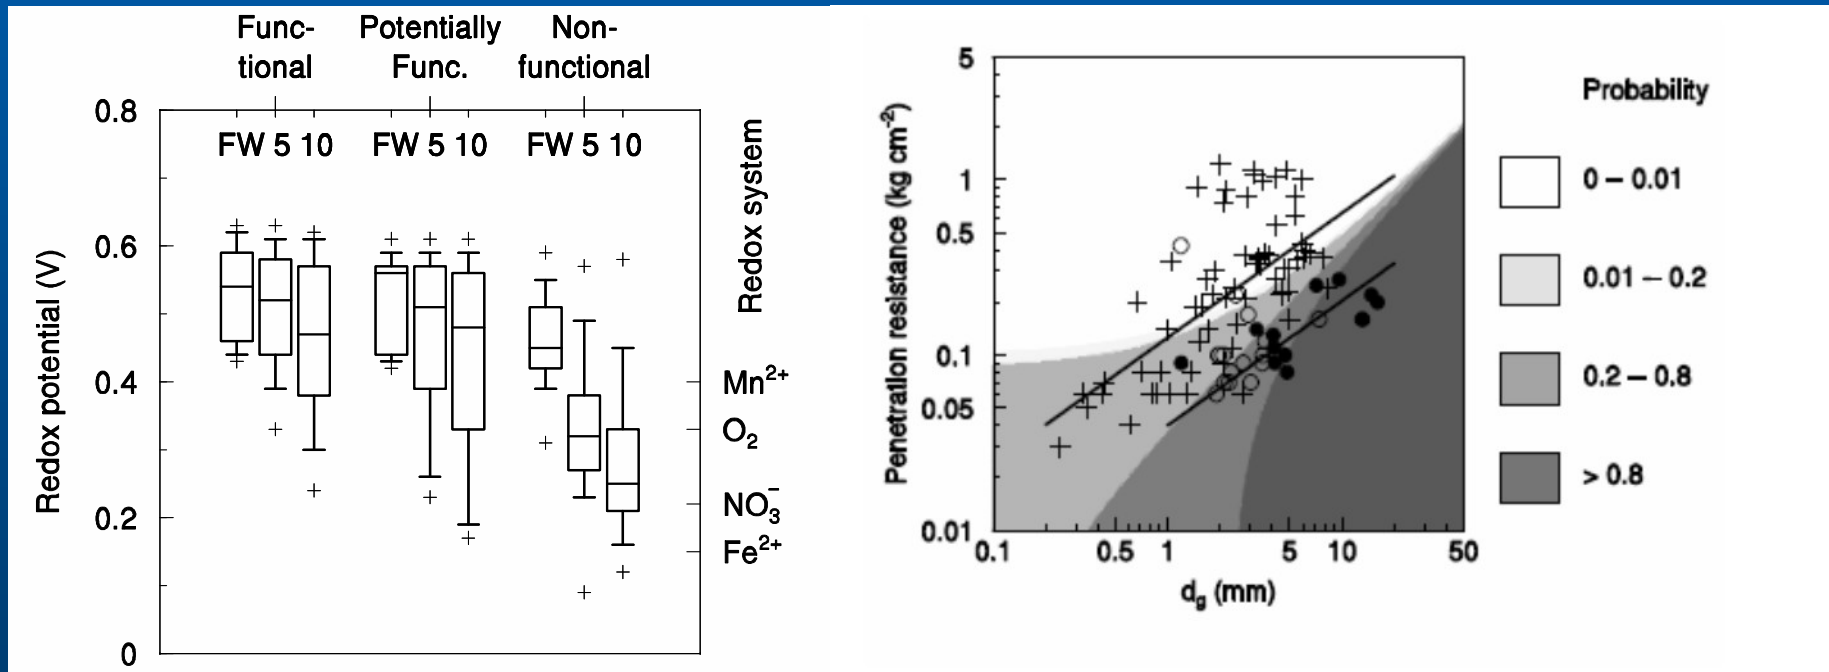 Func-
tional
Potentially
Func.
Non-
functional
0.8
0.6
0.4
0.2
0
Redox potential (V)
FW 5 10
FW 5 10
FW 5 10
Redox system
Mn²⁺
O₂
NO₃⁻
Fe²⁺
5
1
0.5
0.1
0.05
0.01
Penetration resistance (kg cm⁻²)
0.1
0.5
1
5
10
50
d_g (mm)
Probability
0 – 0.01
0.01 – 0.2
0.2 – 0.8
> 0.8